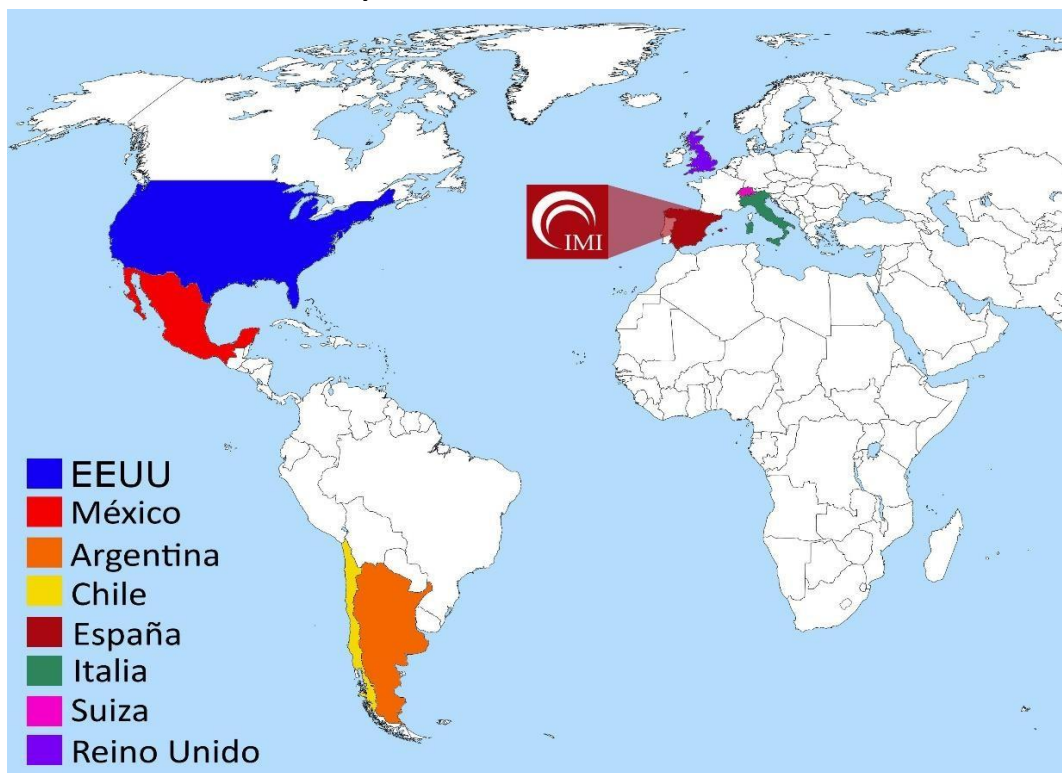 IMI
EEUU
México
Argentina
Chile
España
Italia
Suiza
Reino Unido